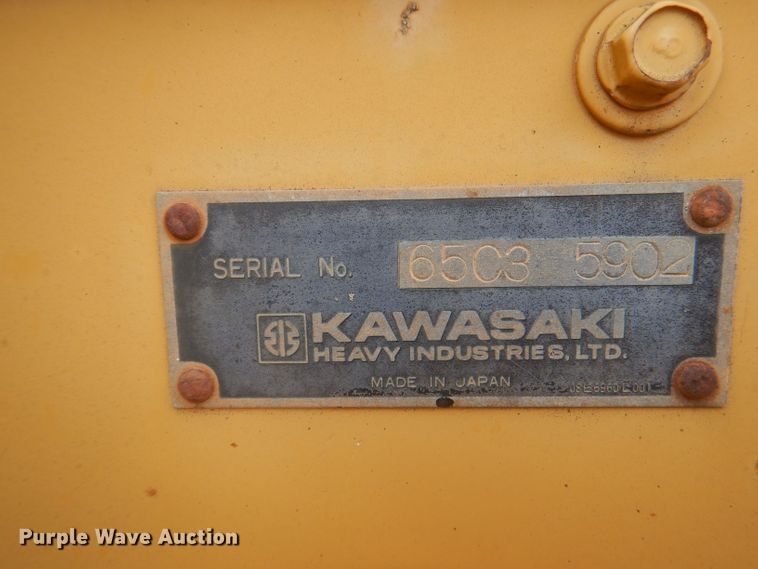 SERIAL No. 65C3 5902
KAWASAKI
HEAVY INDUSTRIES, LTD.
MADE IN JAPAN
Purple Wave Auction